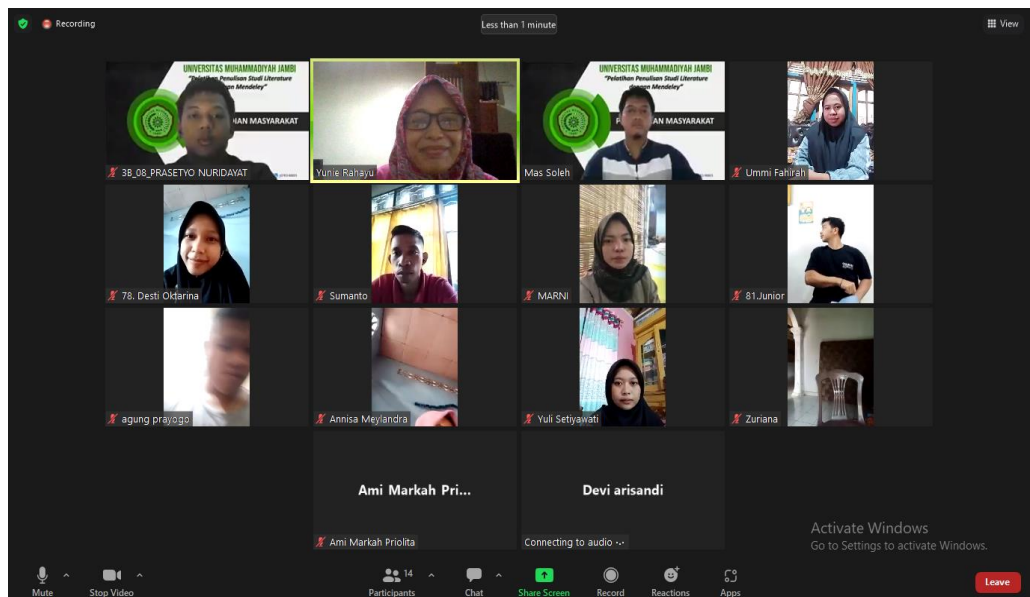 Recording
Less than 1 minute
View
UNIVERSITAS MUHAMMADIYAH JAMBI
"Pelatihan Penulisan Studi Literature
Mendeley"
DIAN MASYARAKAT
3B_08_PRASETYO NURIDAYAT
Yunie Rahayu
UNIVERSITAS MUHAMMADIYAH JAMBI
"Pelatihan Penulisan Studi Literature
Mendeley"
AN MASYARAKAT
Mas Soleh
Ummi Fahirah
78. Desti Oktarina
Sumanto
MARNI
81.Junior
agung prayogo
Annisa Meylandra
Yuli Setiyawati
Zuriana
Ami Markah Pri...
Ami Markah Priolita
Devi arisandi
Connecting to audio
Activate Windows
Go to Settings to activate Windows.
Mute
Stop Video
14
Participants
Chat
Share Screen
Record
Reactions
Apps
Leave